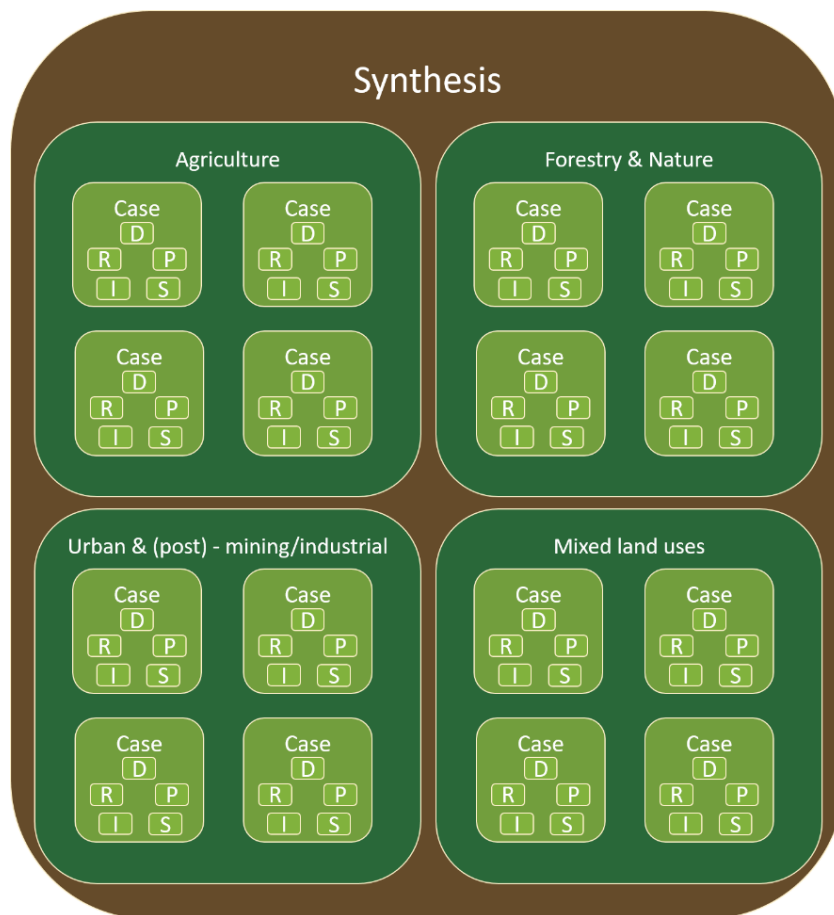 Synthesis
Agriculture
Case
D
R P
I S
Case
D
R P
I S
Case
D
R P
I S
Case
D
R P
I S
Forestry & Nature
Case
D
R P
I S
Case
D
R P
I S
Case
D
R P
I S
Case
D
R P
I S
Urban & (post) - mining/industrial
Case
D
R P
I S
Case
D
R P
I S
Case
D
R P
I S
Case
D
R P
I S
Mixed land uses
Case
D
R P
I S
Case
D
R P
I S
Case
D
R P
I S
Case
D
R P
I S